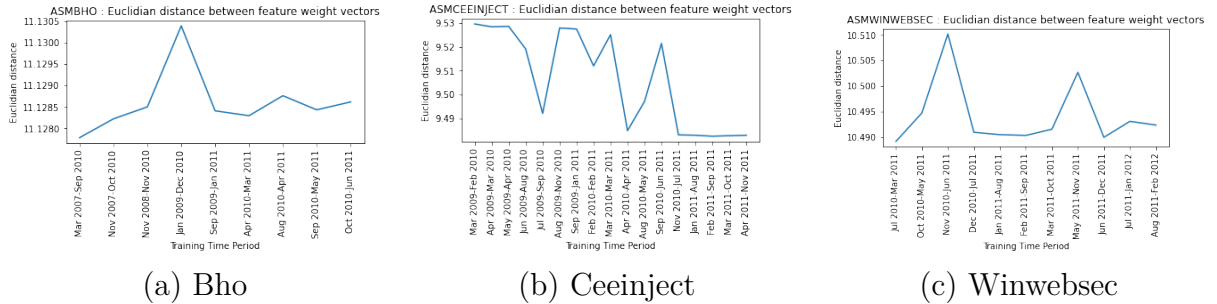 ASMBHO : Euclidian distance between feature weight vectors
Euclidian distance
11.1305
11.1300
11.1295
11.1290
11.1285
11.1280
Mar 2007-Sep 2010
Nov 2007-Oct 2010
Nov 2008-Nov 2010
Jan 2009-Dec 2010
Sep 2009-Jan 2011
Apr 2010-Mar 2011
Aug 2010-Apr 2011
Sep 2010-May 2011
Oct 2010-Jun 2011
Training Time Period
(a) Bho
ASMCEEINJECT : Euclidian distance between feature weight vectors
Euclidian distance
9.53
9.52
9.51
9.50
9.49
Mar 2009-Feb 2010
Apr 2009-Mar 2010
May 2009-Apr 2010
Jun 2009-Aug 2010
Jul 2009-Sep 2010
Aug 2009-Nov 2010
Sep 2009-Jan 2011
Feb 2010-Feb 2011
Mar 2010-Mar 2011
Apr 2010-Apr 2011
Aug 2010-May 2011
Sep 2010-Jun 2011
Nov 2010-Jul 2011
Jan 2011-Aug 2011
Feb 2011-Sep 2011
Mar 2011-Oct 2011
Apr 2011-Nov 2011
Training Time Period
(b) Ceeinject
ASMWINWEBSEC : Euclidian distance between feature weight vectors
Euclidian distance
10.510
10.505
10.500
10.495
10.490
Jul 2010-Mar 2011
Oct 2010-May 2011
Nov 2010-Jun 2011
Dec 2010-Jul 2011
Jan 2011-Aug 2011
Feb 2011-Sep 2011
Mar 2011-Oct 2011
May 2011-Nov 2011
Jun 2011-Dec 2011
Jul 2011-Jan 2012
Aug 2011-Feb 2012
Training Time Period
(c) Winwebsec